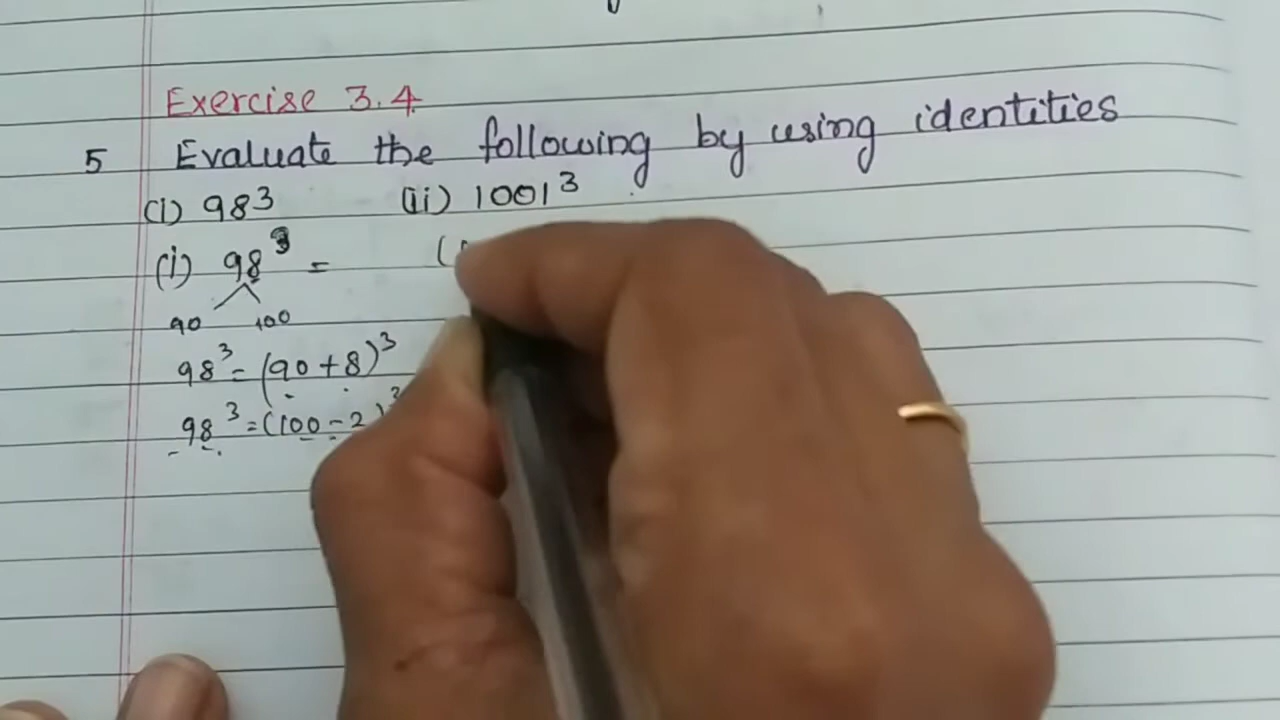 Exercise 3.4
5 Evaluate the following by using identities
(i) 98³ (ii) 1001³
(i) 98³ = (
90 100
98³ = (90 + 8)³
98³ = (100 - 2)³